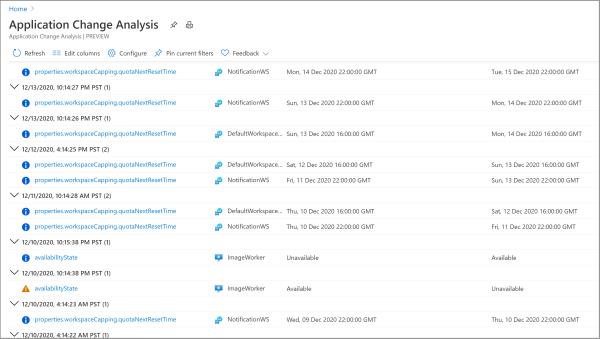 Home
Application Change Analysis
Application Change Analysis | PREVIEW
Refresh Edit columns Configure Pin current filters Feedback
properties.workspaceCapping.quotaNextResetTime NotificationWS Mon, 14 Dec 2020 22:00:00 GMT Tue, 15 Dec 2020 22:00:00 GMT
12/13/2020, 10:14:27 PM PST (1)
properties.workspaceCapping.quotaNextResetTime NotificationWS Sun, 13 Dec 2020 22:00:00 GMT Mon, 14 Dec 2020 22:00:00 GMT
12/13/2020, 10:14:26 PM PST (1)
properties.workspaceCapping.quotaNextResetTime DefaultWorkspace... Sun, 13 Dec 2020 16:00:00 GMT Mon, 14 Dec 2020 16:00:00 GMT
12/12/2020, 4:14:25 PM PST (2)
properties.workspaceCapping.quotaNextResetTime DefaultWorkspace... Sat, 12 Dec 2020 16:00:00 GMT Sun, 13 Dec 2020 16:00:00 GMT
properties.workspaceCapping.quotaNextResetTime NotificationWS Fri, 11 Dec 2020 22:00:00 GMT Sun, 13 Dec 2020 22:00:00 GMT
12/11/2020, 10:14:28 AM PST (2)
properties.workspaceCapping.quotaNextResetTime DefaultWorkspace... Thu, 10 Dec 2020 16:00:00 GMT Sat, 12 Dec 2020 16:00:00 GMT
properties.workspaceCapping.quotaNextResetTime NotificationWS Thu, 10 Dec 2020 22:00:00 GMT Fri, 11 Dec 2020 22:00:00 GMT
12/10/2020, 10:15:38 PM PST (1)
availabilityState ImageWorker Unavailable Available
12/10/2020, 10:14:38 PM PST (1)
availabilityState ImageWorker Available Unavailable
12/10/2020, 4:14:23 AM PST (1)
properties.workspaceCapping.quotaNextResetTime NotificationWS Wed, 09 Dec 2020 22:00:00 GMT Thu, 10 Dec 2020 22:00:00 GMT
12/10/2020, 4:14:22 AM PST (1)